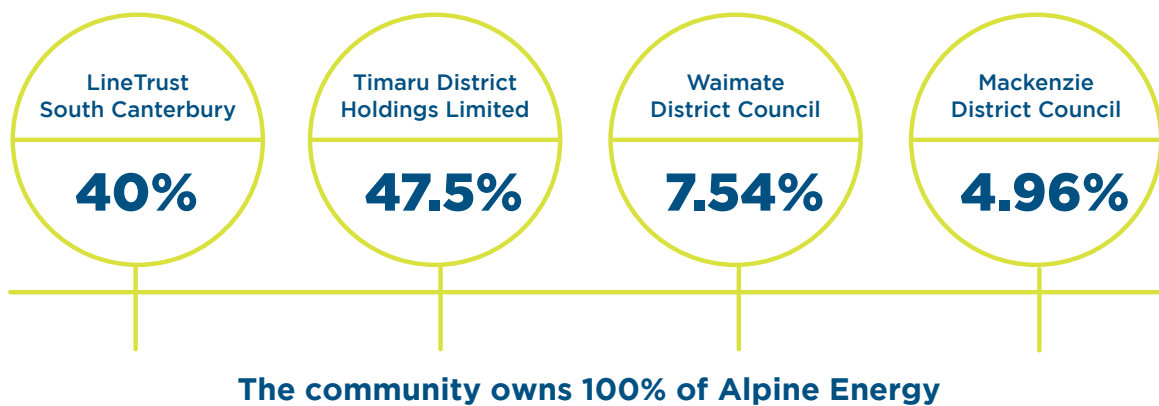 LineTrust
South Canterbury
40%
Timaru District
Holdings Limited
47.5%
Waimate
District Council
7.54%
Mackenzie
District Council
4.96%
The community owns 100% of Alpine Energy